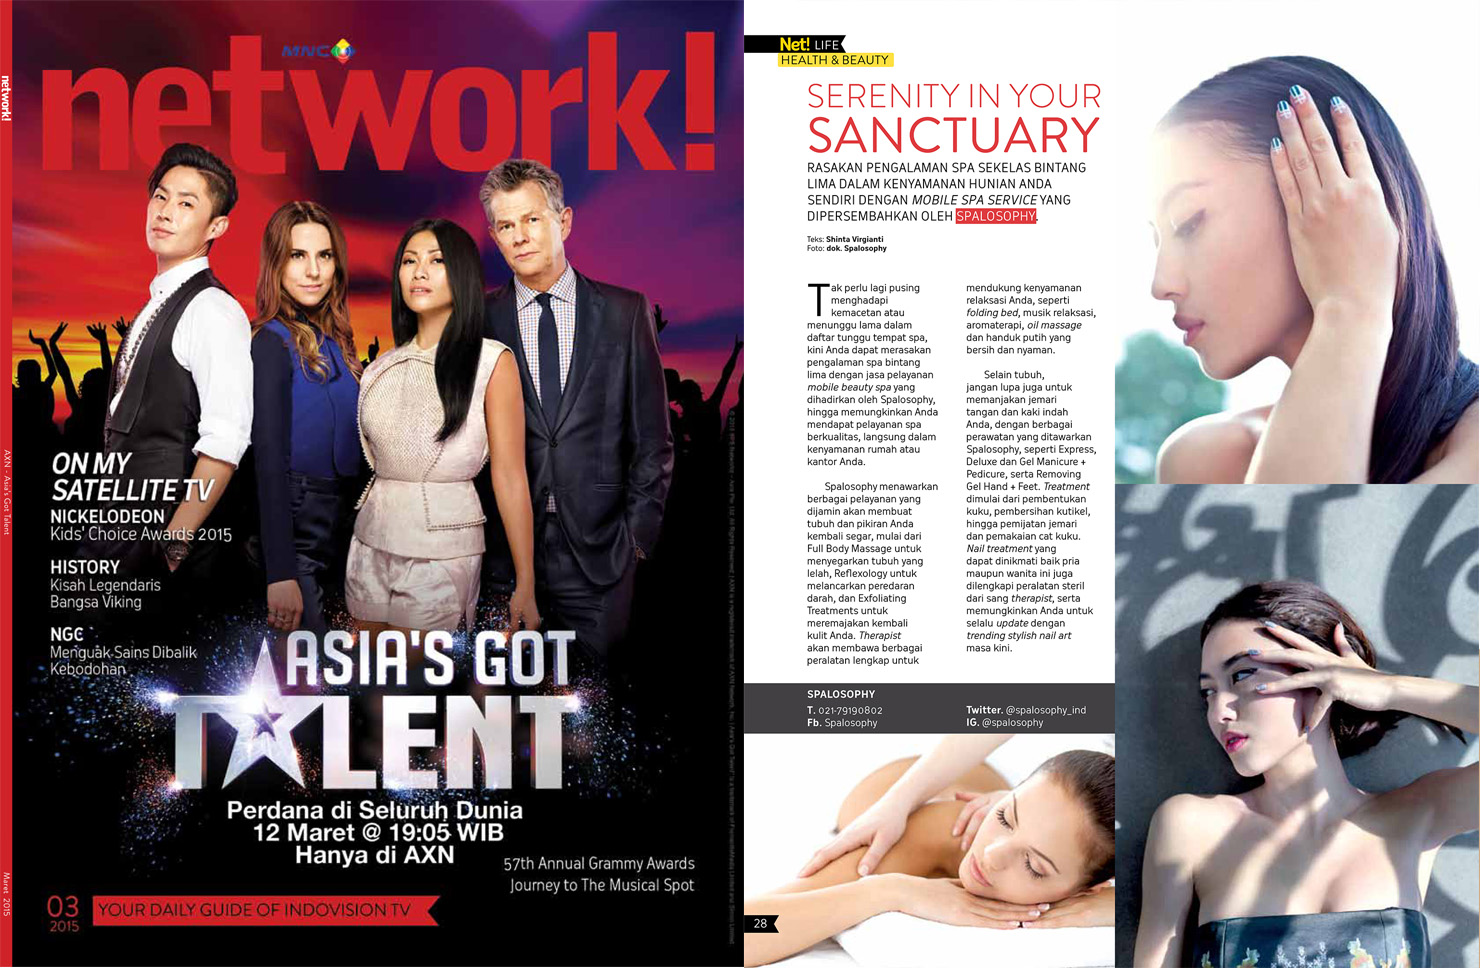 network!
AXN - Asia's Got Talent
Maret 2015
MNC
network!
ON MY
SATELLITE TV
NICKELODEON
Kids' Choice Awards 2015
HISTORY
Kisah Legendaris
Bangsa Viking
NGC
Menguak Sains Dibalik
Kebodohan
ASIA'S GOT
TALENT
Perdana di Seluruh Dunia
12 Maret @ 19:05 WIB
Hanya di AXN
57th Annual Grammy Awards
Journey to The Musical Spot
03
2015
YOUR DAILY GUIDE OF INDOVISION TV
Net! LIFE
HEALTH & BEAUTY
SERENITY IN YOUR
SANCTUARY
RASAKAN PENGALAMAN SPA SEKELAS BINTANG
LIMA DALAM KENYAMANAN HUNIAN ANDA
SENDIRI DENGAN MOBILE SPA SERVICE YANG
DIPERSEMBAHKAN OLEH SPALOSOPHY.
Teks: Shinta Virgianti
Foto: dok. Spalosophy
Tak perlu lagi pusing
menghadapi
kemacetan atau
menunggu lama dalam
daftar tunggu tempat spa,
kini Anda dapat merasakan
pengalaman spa bintang
lima dengan jasa pelayanan
mobile beauty spa yang
dihadirkan oleh Spalosophy,
hingga memungkinkan Anda
mendapat pelayanan spa
berkualitas, langsung dalam
kenyamanan rumah atau
kantor Anda.
Spalosophy menawarkan
berbagai pelayanan yang
dijamin akan membuat
tubuh dan pikiran Anda
kembali segar, mulai dari
Full Body Massage untuk
menyegarkan tubuh yang
lelah, Reflexology untuk
melancarkan peredaran
darah, dan Exfoliating
Treatments untuk
meremajakan kembali
kulit Anda. Therapist
akan membawa berbagai
peralatan lengkap untuk
mendukung kenyamanan
relaksasi Anda, seperti
folding bed, musik relaksasi,
aromaterapi, oil massage
dan handuk putih yang
bersih dan nyaman.
Selain tubuh,
jangan lupa juga untuk
memanjakan jemari
tangan dan kaki indah
Anda, dengan berbagai
perawatan yang ditawarkan
Spalosophy, seperti Express,
Deluxe dan Gel Manicure +
Pedicure, serta Removing
Gel Hand + Feet. Treatment
dimulai dari pembentukan
kuku, pembersihan kutikel,
hingga pemijatan jemari
dan pemakaian cat kuku.
Nail treatment yang
dapat dinikmati baik pria
maupun wanita ini juga
dilengkapi peralatan steril
dari sang therapist, serta
memungkinkan Anda untuk
selalu update dengan
trending stylish nail art
masa kini.
SPALOSOPHY
T. 021-79190802
Fb. Spalosophy
Twitter. @spalosophy_ind
IG. @spalosophy
28